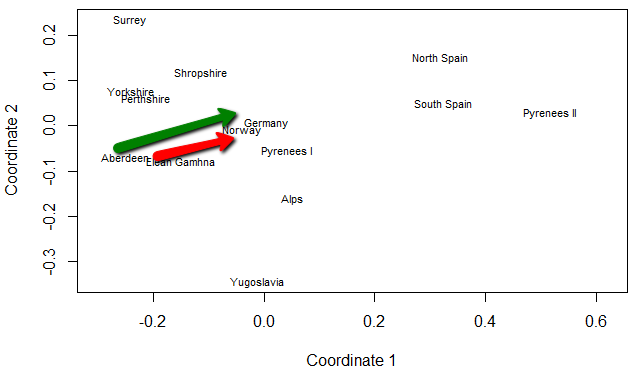 Surrey
North Spain
Shropshire
Yorkshire
Perthshire
South Spain
Pyrenees II
Germany
Norway
Pyrenees I
Aberdeen
Eilean Gamhna
Alps
Yugoslavia
0.2
0.1
0.0
-0.1
-0.2
-0.3
Coordinate 2
-0.2
0.0
0.2
0.4
0.6
Coordinate 1